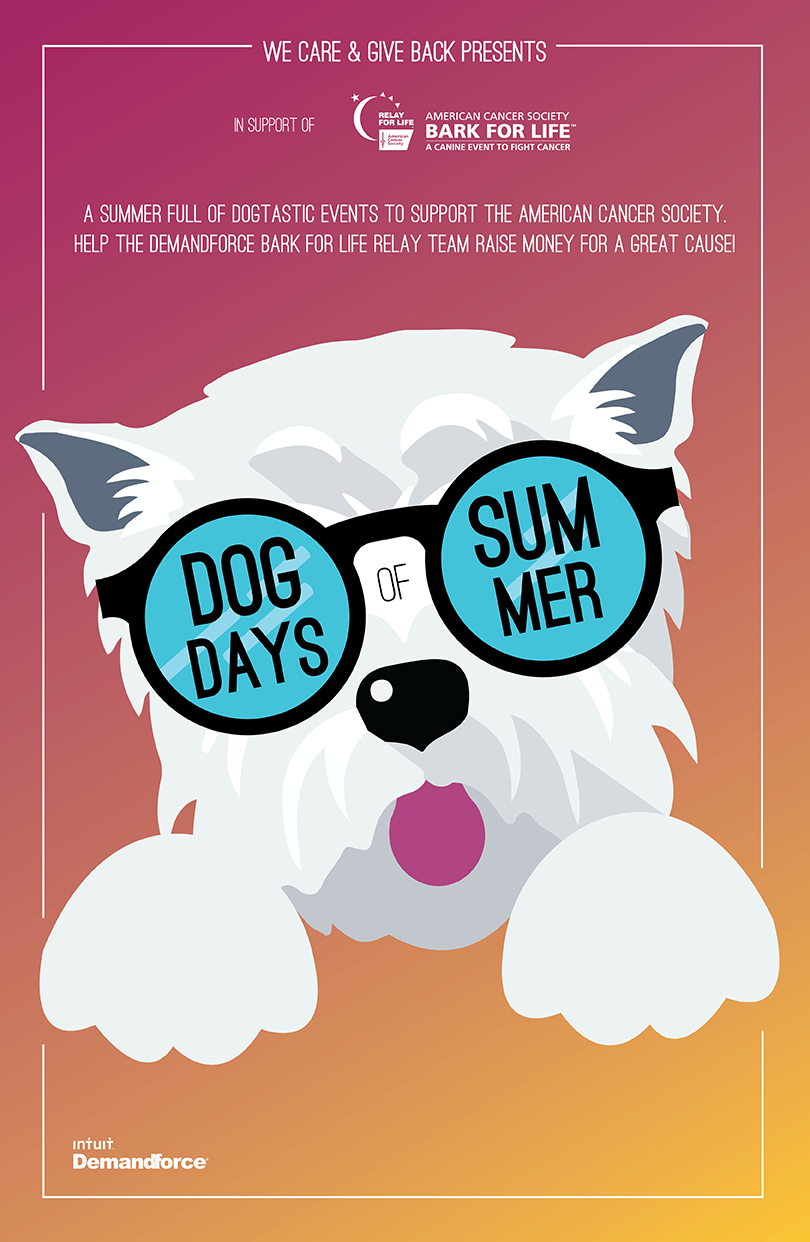 WE CARE & GIVE BACK PRESENTS
IN SUPPORT OF
RELAY
FOR LIFE
American
Cancer
Society
AMERICAN CANCER SOCIETY
BARK FOR LIFE™
A CANINE EVENT TO FIGHT CANCER
A SUMMER FULL OF DOGTASTIC EVENTS TO SUPPORT THE AMERICAN CANCER SOCIETY.
HELP THE DEMANDFORCE BARK FOR LIFE RELAY TEAM RAISE MONEY FOR A GREAT CAUSE!
DOG
DAYS
OF
SUM
MER
intuit
Demandforce